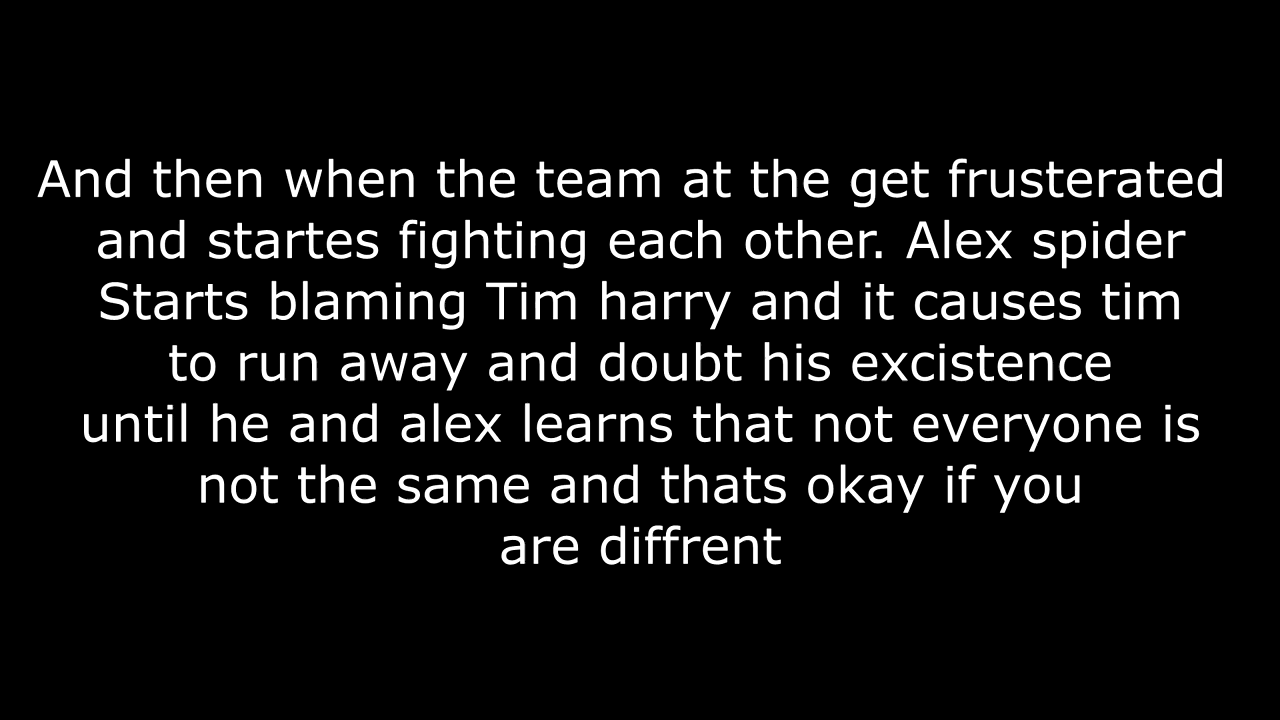 And then when the team at the get frusterated
and startes fighting each other. Alex spider
Starts blaming Tim harry and it causes tim
to run away and doubt his excistence
until he and alex learns that not everyone is
not the same and thats okay if you
are diffrent